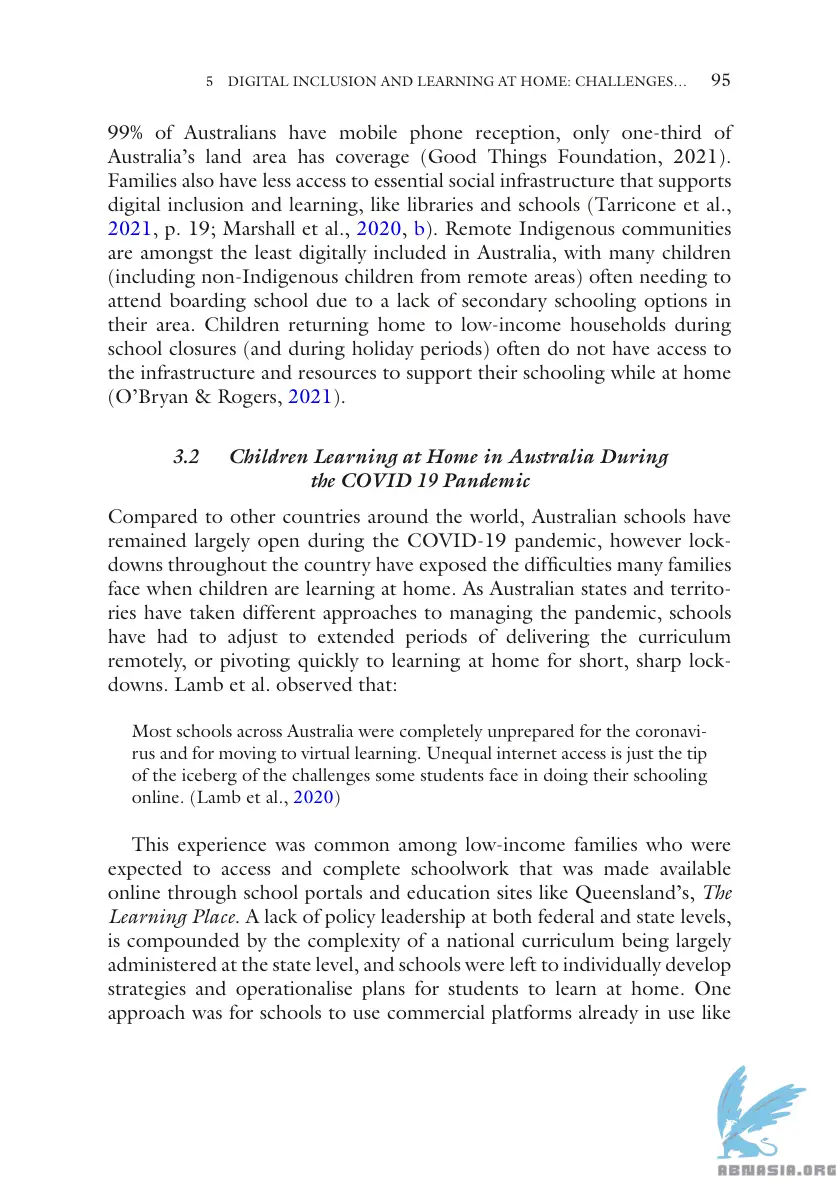 5 DIGITAL INCLUSION AND LEARNING AT HOME: CHALLENGES… 95
99% of Australians have mobile phone reception, only one-third of
Australia’s land area has coverage (Good Things Foundation, 2021).
Families also have less access to essential social infrastructure that supports
digital inclusion and learning, like libraries and schools (Tarricone et al.,
2021, p. 19; Marshall et al., 2020, b). Remote Indigenous communities
are amongst the least digitally included in Australia, with many children
(including non-Indigenous children from remote areas) often needing to
attend boarding school due to a lack of secondary schooling options in
their area. Children returning home to low-income households during
school closures (and during holiday periods) often do not have access to
the infrastructure and resources to support their schooling while at home
(O’Bryan & Rogers, 2021).
3.2 Children Learning at Home in Australia During
the COVID 19 Pandemic
Compared to other countries around the world, Australian schools have
remained largely open during the COVID-19 pandemic, however lock-
downs throughout the country have exposed the difficulties many families
face when children are learning at home. As Australian states and territo-
ries have taken different approaches to managing the pandemic, schools
have had to adjust to extended periods of delivering the curriculum
remotely, or pivoting quickly to learning at home for short, sharp lock-
downs. Lamb et al. observed that:
Most schools across Australia were completely unprepared for the coronavi-
rus and for moving to virtual learning. Unequal internet access is just the tip
of the iceberg of the challenges some students face in doing their schooling
online. (Lamb et al., 2020)
This experience was common among low-income families who were
expected to access and complete schoolwork that was made available
online through school portals and education sites like Queensland’s, The
Learning Place. A lack of policy leadership at both federal and state levels,
is compounded by the complexity of a national curriculum being largely
administered at the state level, and schools were left to individually develop
strategies and operationalise plans for students to learn at home. One
approach was for schools to use commercial platforms already in use like
ABNASIA.ORG